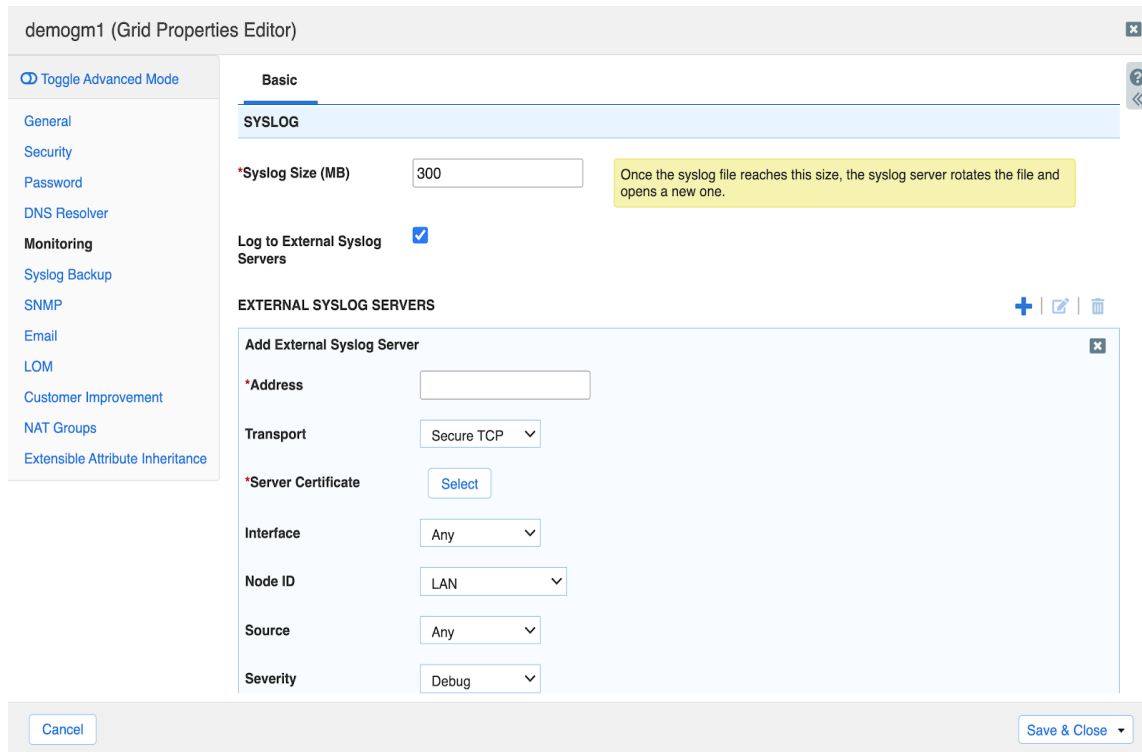 demogm1 (Grid Properties Editor)
Toggle Advanced Mode
General
Security
Password
DNS Resolver
Monitoring
Syslog Backup
SNMP
Email
LOM
Customer Improvement
NAT Groups
Extensible Attribute Inheritance
Basic
SYSLOG
*Syslog Size (MB)
300
Once the syslog file reaches this size, the syslog server rotates the file and
opens a new one.
Log to External Syslog
Servers
EXTERNAL SYSLOG SERVERS
Add External Syslog Server
*Address
Transport
Secure TCP
*Server Certificate
Select
Interface
Any
Node ID
LAN
Source
Any
Severity
Debug
Cancel
Save & Close